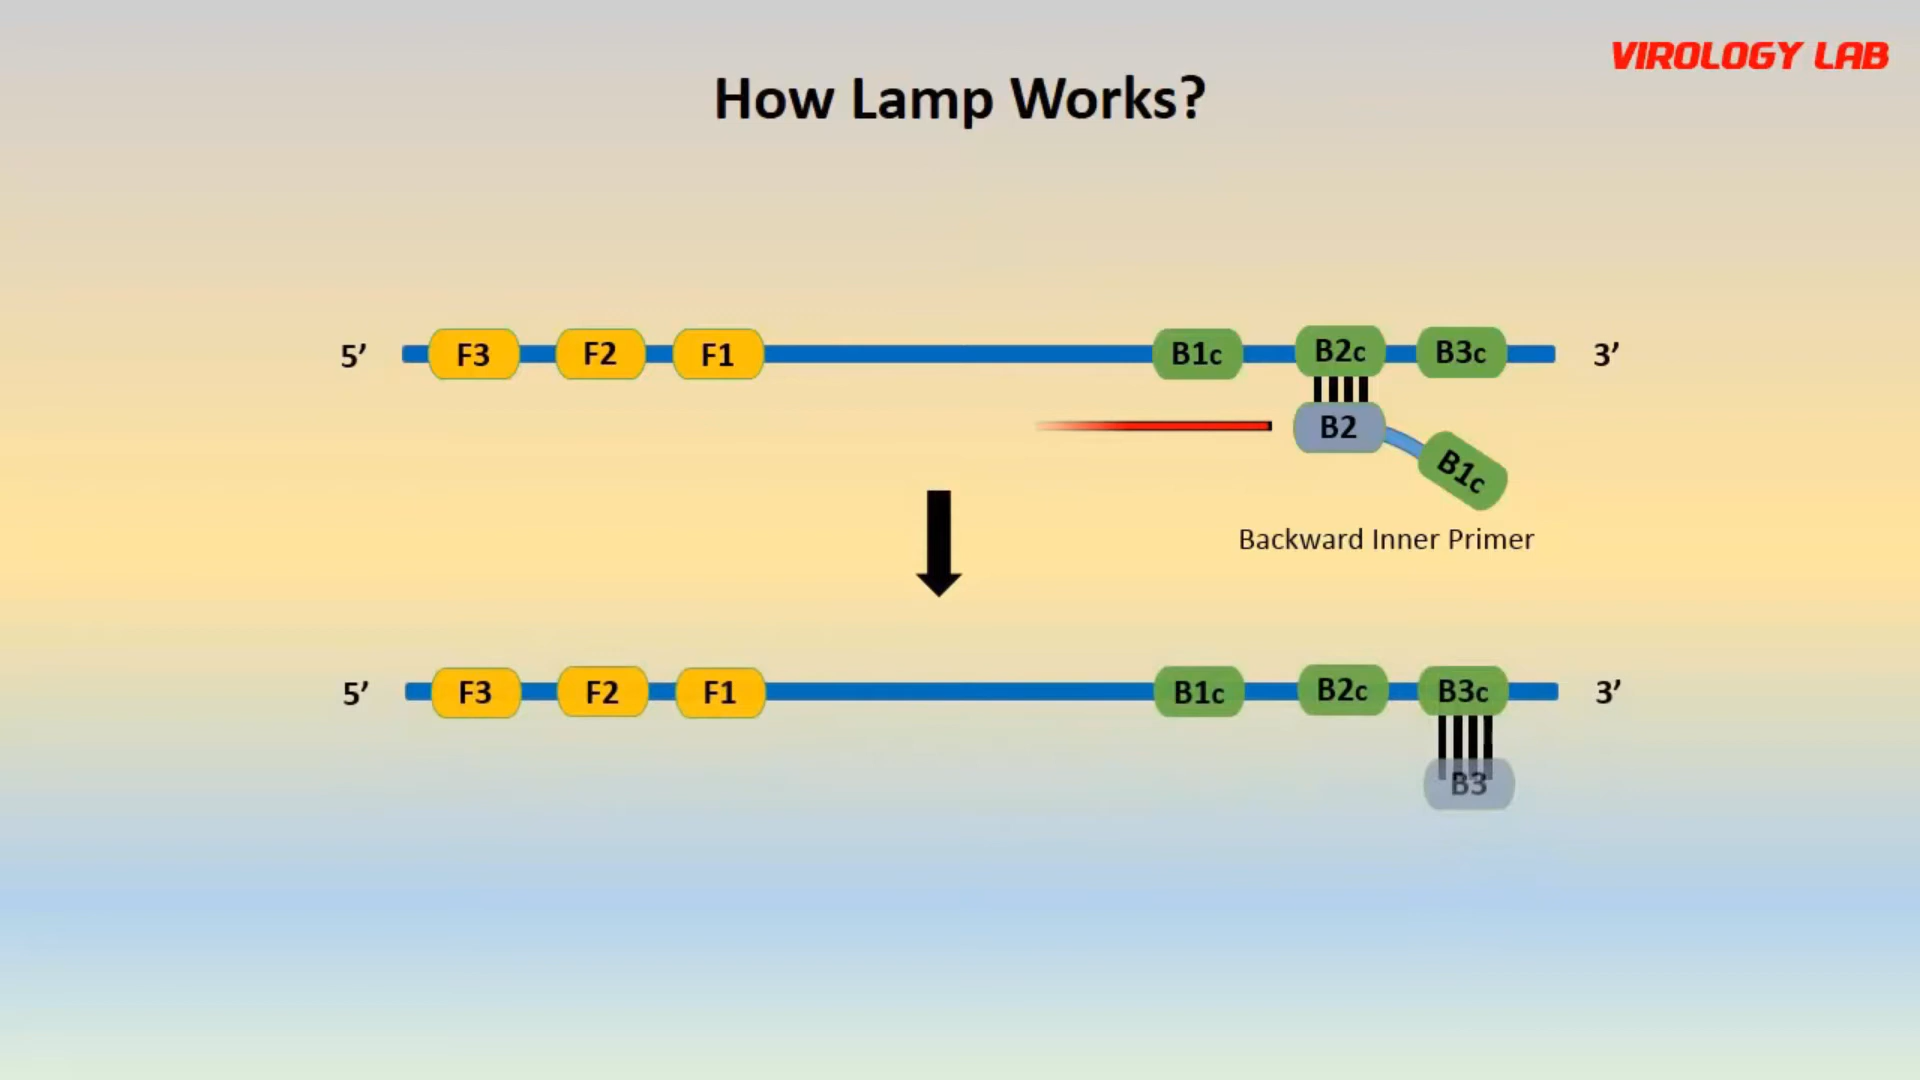 VIROLOGY LAB
How Lamp Works?
5’ F3 F2 F1 B1c B2c B3c 3’
B2
B1c
Backward Inner Primer
5’ F3 F2 F1 B1c B2c B3c 3’
B3